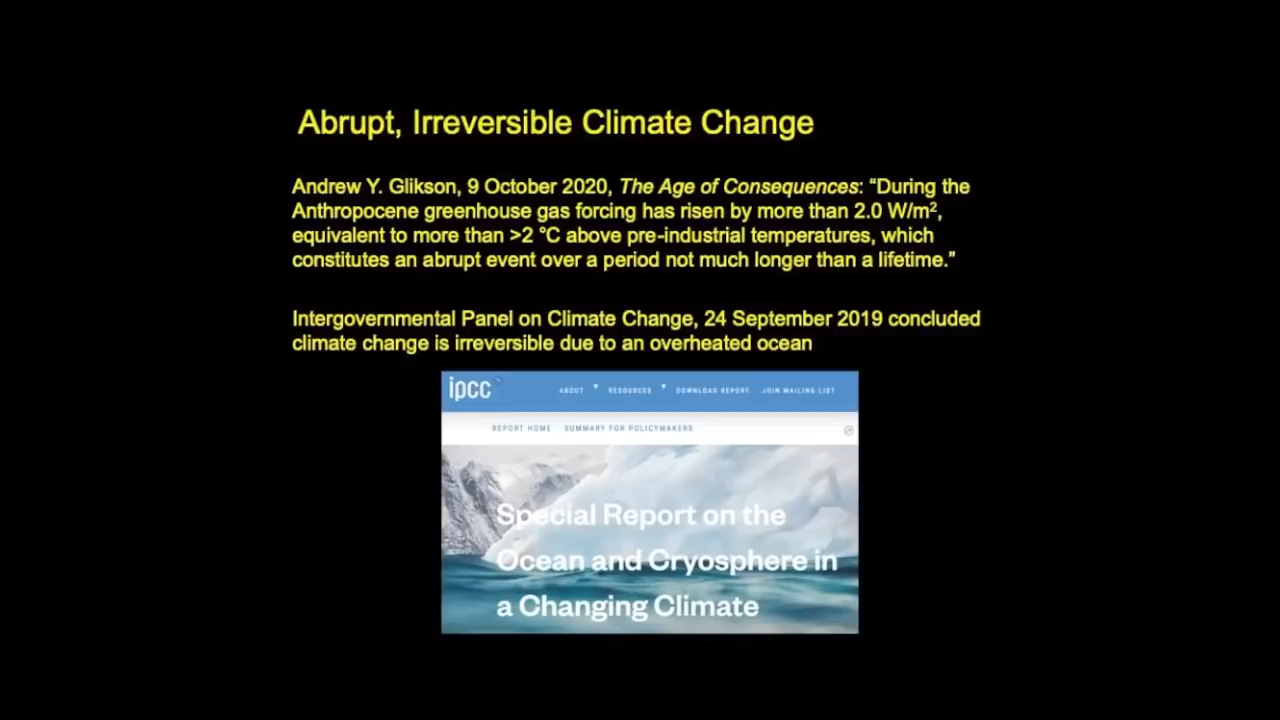 Abrupt, Irreversible Climate Change
Andrew Y. Glikson, 9 October 2020, The Age of Consequences: “During the
Anthropocene greenhouse gas forcing has risen by more than 2.0 W/m²,
equivalent to more than >2 °C above pre-industrial temperatures, which
constitutes an abrupt event over a period not much longer than a lifetime.”
Intergovernmental Panel on Climate Change, 24 September 2019 concluded
climate change is irreversible due to an overheated ocean
ipcc ABOUT RESOURCES DOWNLOAD REPORT JOIN MAILING LIST
REPORT HOME SUMMARY FOR POLICYMAKERS
Special Report on the
Ocean and Cryosphere in
a Changing Climate